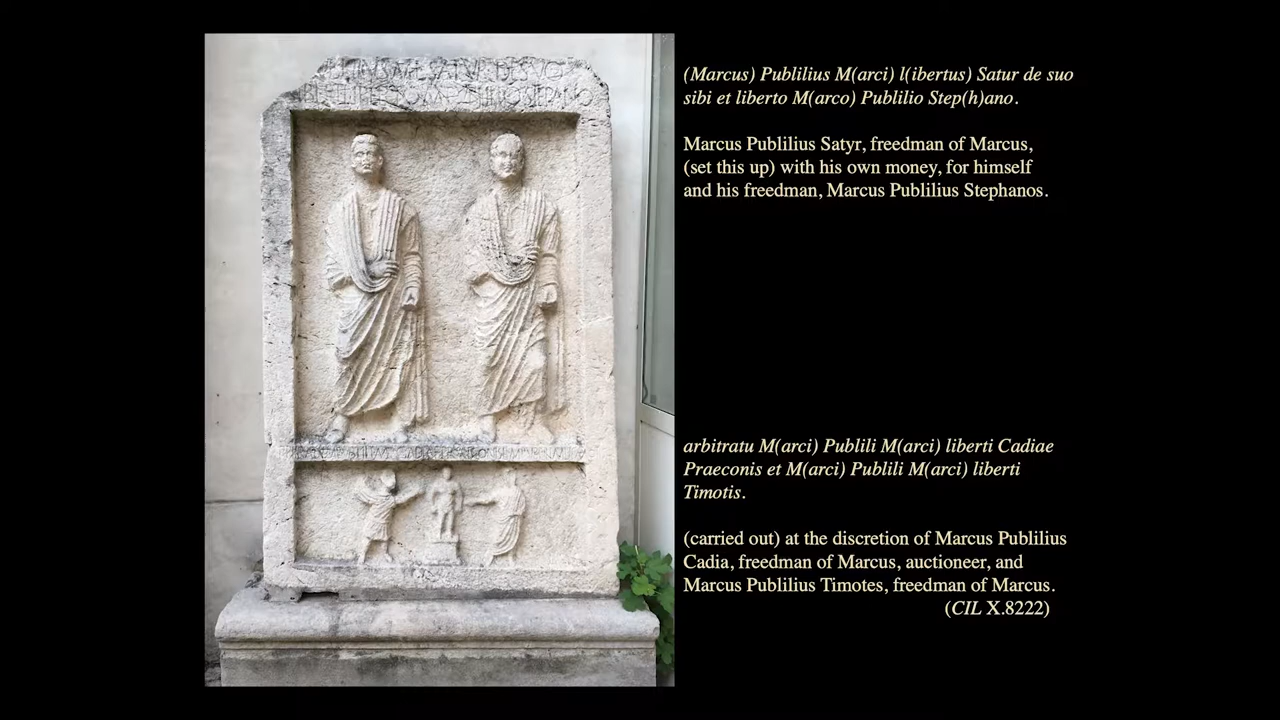 (Marcus) Publilius M(arci) l(ibertus) Satur de suo
sibi et liberto M(arco) Publilio Step(h)ano.
Marcus Publilius Satyr, freedman of Marcus,
(set this up) with his own money, for himself
and his freedman, Marcus Publilius Stephanos.
arbitratu M(arci) Publili M(arci) liberti Cadiae
Praeconis et M(arci) Publili M(arci) liberti
Timotis.
(carried out) at the discretion of Marcus Publilius
Cadia, freedman of Marcus, auctioneer, and
Marcus Publilius Timotes, freedman of Marcus.
(CIL X.8222)